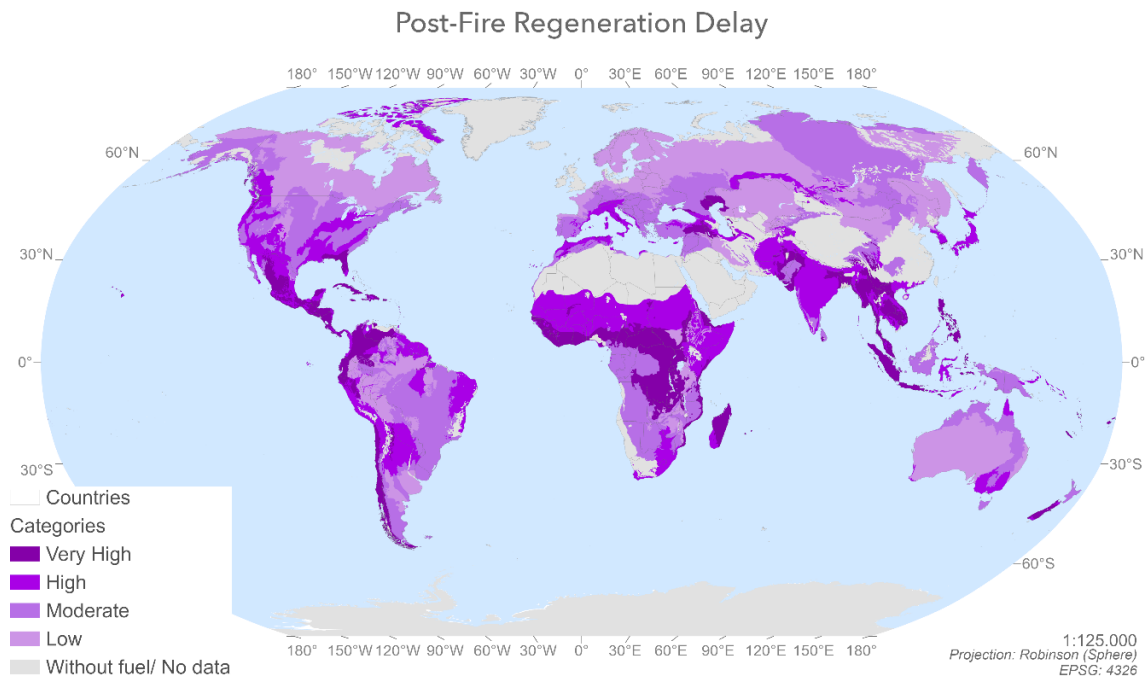 Post-Fire Regeneration Delay
180° 150°W 120°W 90°W 60°W 30°W 0° 30°E 60°E 90°E 120°E 150°E 180°
60°N 60°N
30°N 30°N
0° 0°
30°S 30°S
Countries
Categories
Very High
High
60°S
Moderate
Low
Without fuel/ No data
180° 150°W 120°W 90°W 60°W 30°W 0° 30°E 60°E 90°E 120°E 150°E 180°
1:125.000
Projection: Robinson (Sphere)
EPSG: 4326